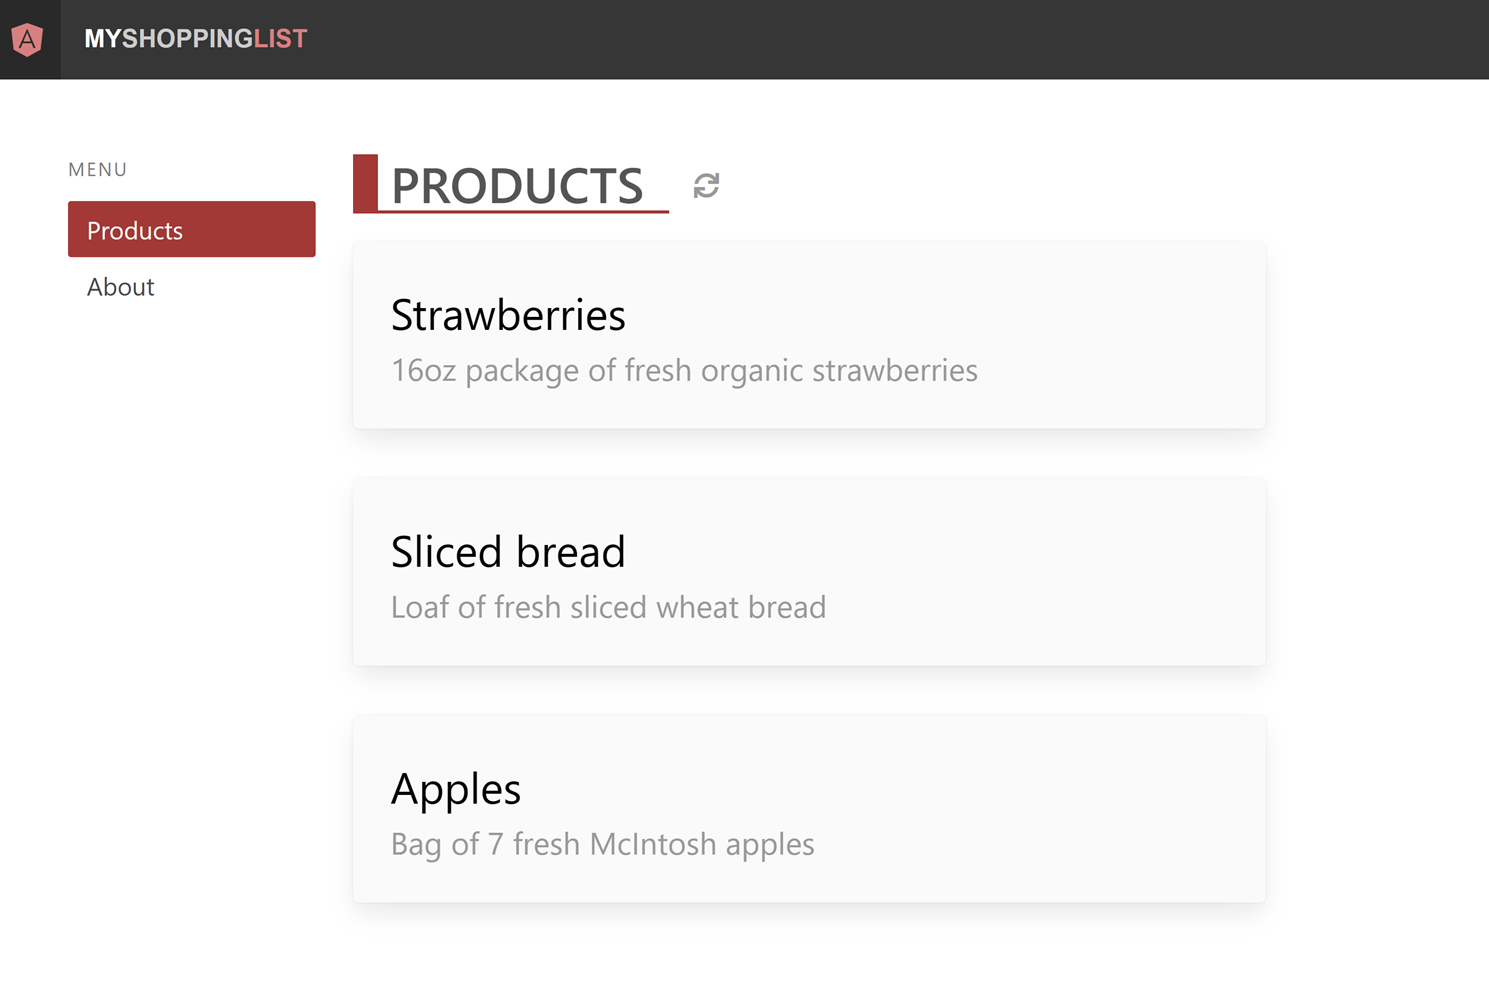 A
MYSHOPPINGLIST
MENU
Products
About
PRODUCTS
Strawberries
16oz package of fresh organic strawberries
Sliced bread
Loaf of fresh sliced wheat bread
Apples
Bag of 7 fresh McIntosh apples